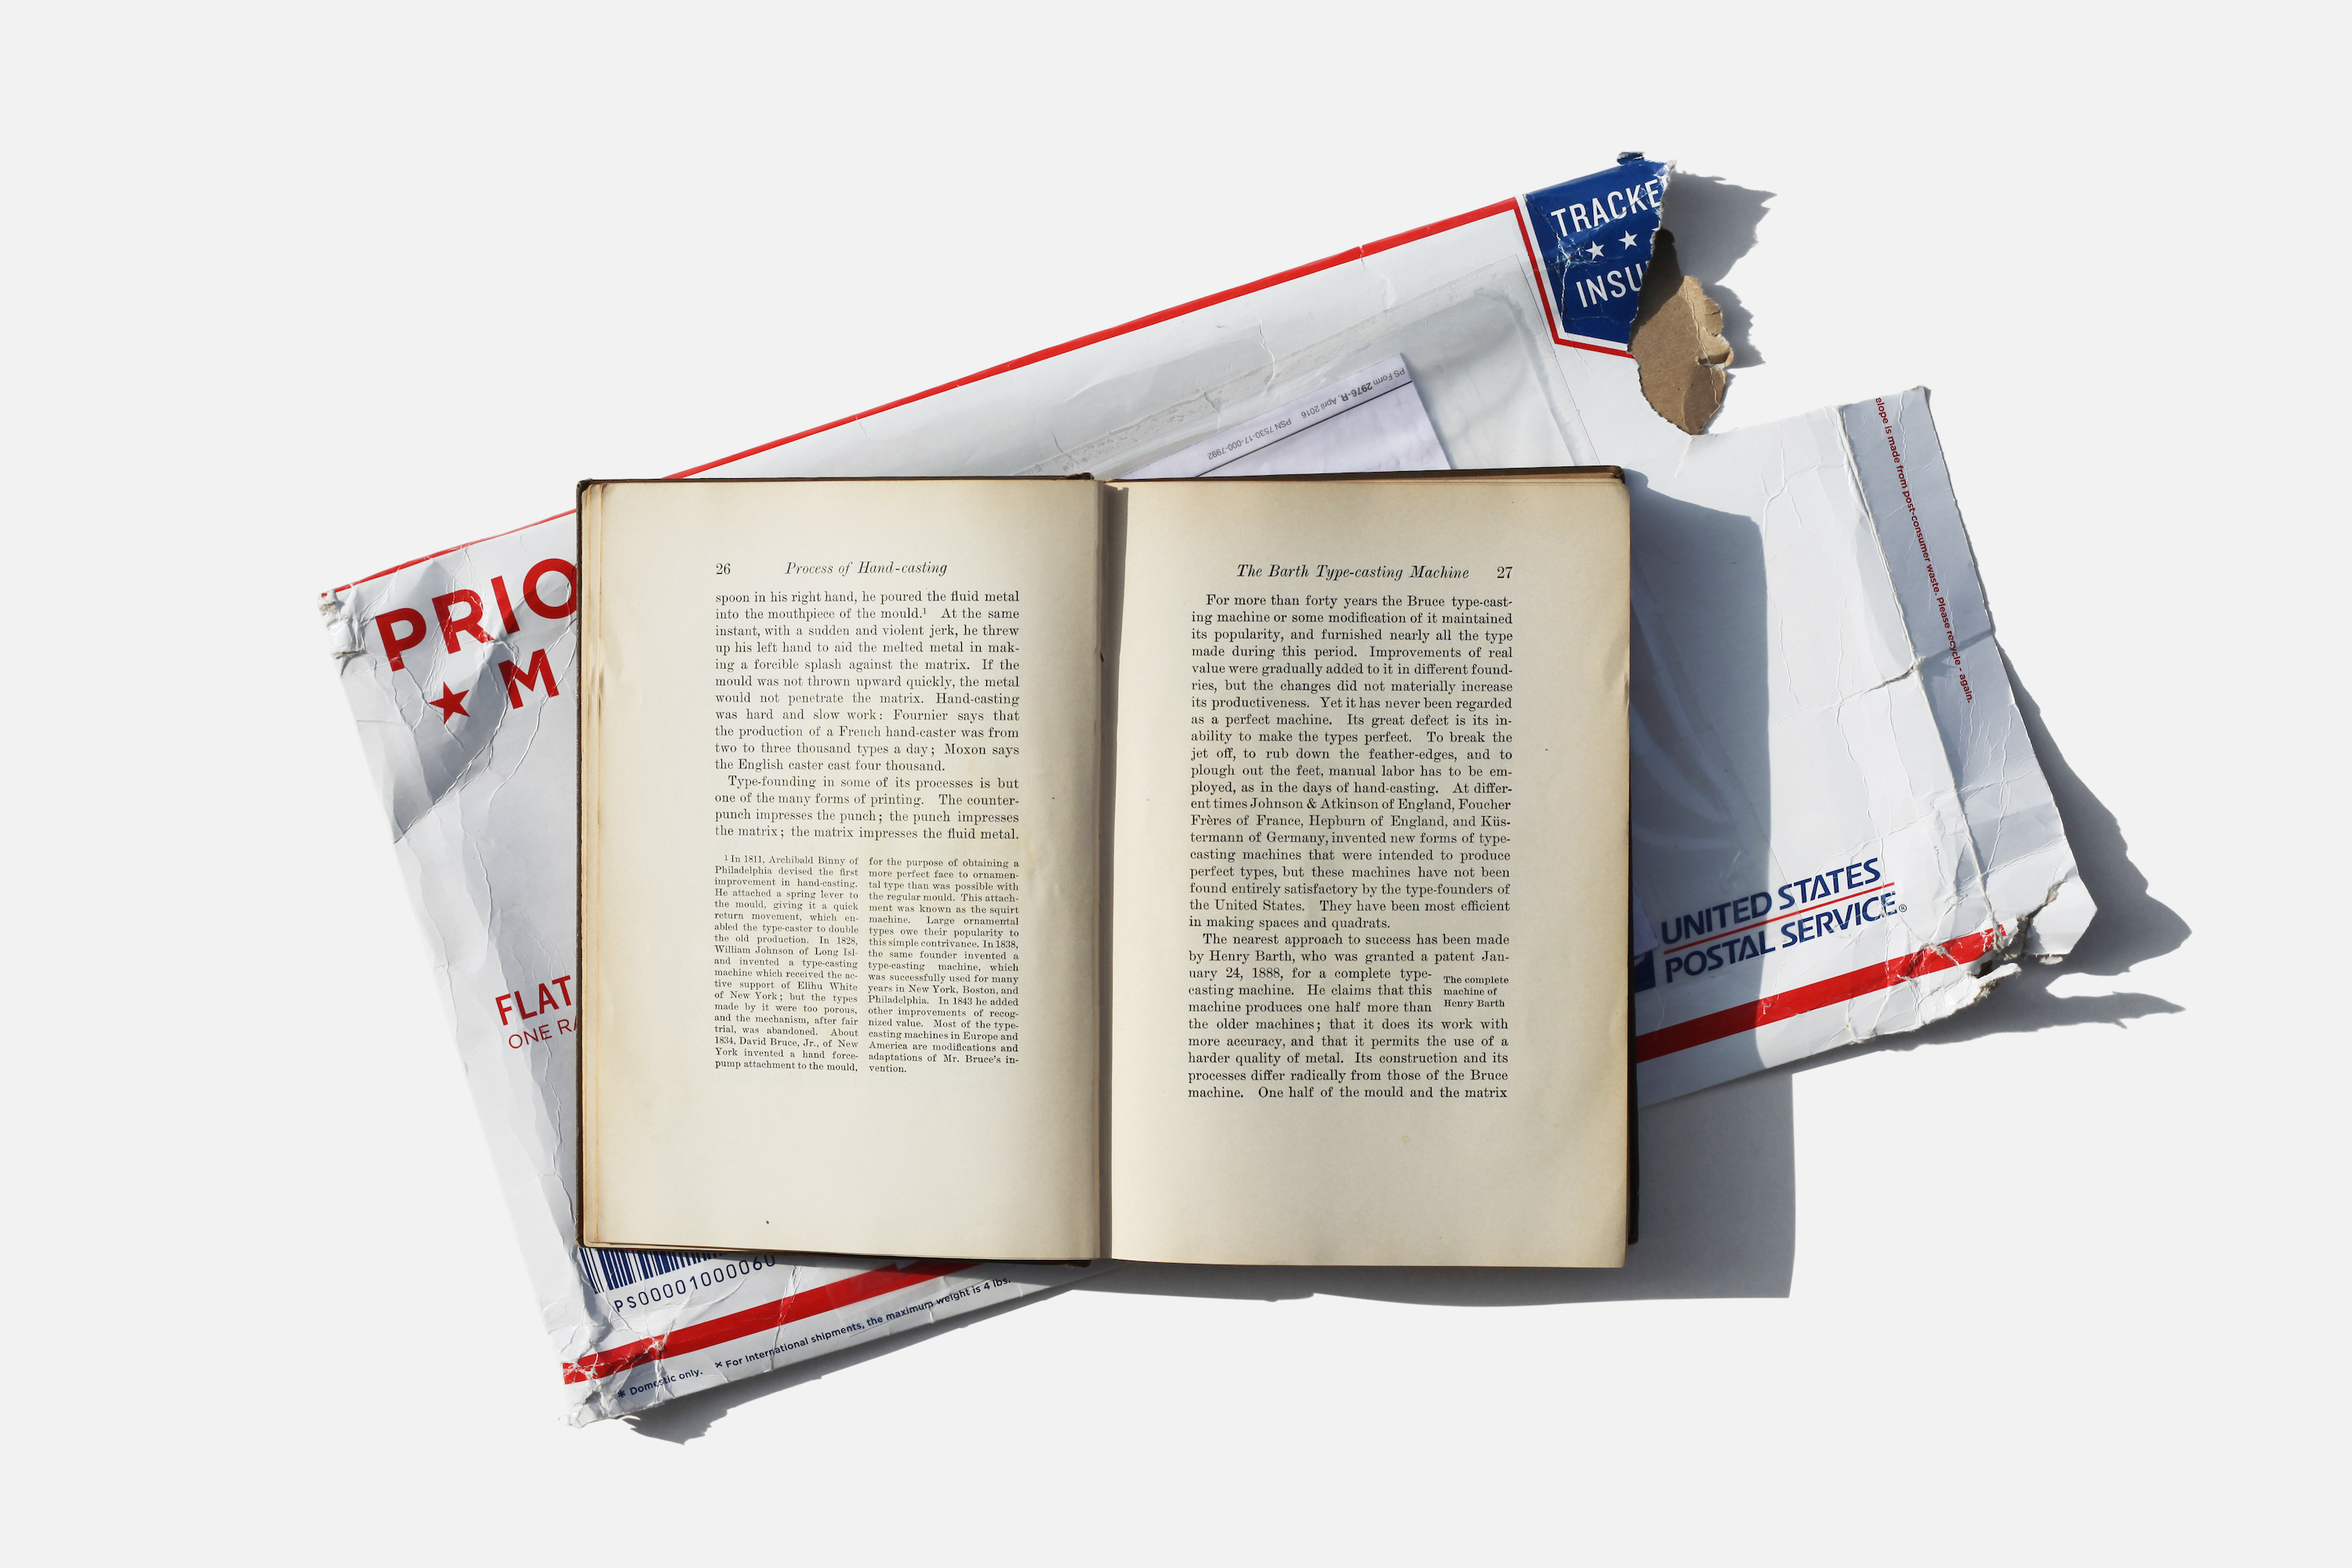 TRACKE
INSU
PS Form 2976-R, April 2016 PSN 7530-17-000-7992
elope is made from post-consumer waste. Please recycle - again.
PRIO
M
FLAT
ONE RA
26 Process of Hand-casting
spoon in his right hand, he poured the fluid metal
into the mouthpiece of the mould.¹ At the same
instant, with a sudden and violent jerk, he threw
up his left hand to aid the melted metal in mak-
ing a forcible splash against the matrix. If the
mould was not thrown upward quickly, the metal
would not penetrate the matrix. Hand-casting
was hard and slow work: Fournier says that
the production of a French hand-caster was from
two to three thousand types a day; Moxon says
the English caster cast four thousand.
Type-founding in some of its processes is but
one of the many forms of printing. The counter-
punch impresses the punch; the punch impresses
the matrix; the matrix impresses the fluid metal.
¹ In 1811, Archibald Binny of
Philadelphia devised the first
improvement in hand-casting.
He attached a spring lever to
the mould, giving it a quick
return movement, which en-
abled the type-caster to double
the old production. In 1828,
William Johnson of Long Isl-
and invented a type-casting
machine which received the ac-
tive support of Elihu White
of New York; but the types
made by it were too porous,
and the mechanism, after fair
trial, was abandoned. About
1834, David Bruce, Jr., of New
York invented a hand force-
pump attachment to the mould,
for the purpose of obtaining a
more perfect face to ornamen-
tal type than was possible with
the regular mould. This attach-
ment was known as the squirt
machine. Large ornamental
types owe their popularity to
this simple contrivance. In 1838,
the same founder invented a
type-casting machine, which
was successfully used for many
years in New York, Boston, and
Philadelphia. In 1843 he added
other improvements of recog-
nized value. Most of the type-
casting machines in Europe and
America are modifications and
adaptations of Mr. Bruce's in-
vention.
The Barth Type-casting Machine 27
For more than forty years the Bruce type-cast-
ing machine or some modification of it maintained
its popularity, and furnished nearly all the type
made during this period. Improvements of real
value were gradually added to it in different found-
ries, but the changes did not materially increase
its productiveness. Yet it has never been regarded
as a perfect machine. Its great defect is its in-
ability to make the types perfect. To break the
jet off, to rub down the feather-edges, and to
plough out the feet, manual labor has to be em-
ployed, as in the days of hand-casting. At differ-
ent times Johnson & Atkinson of England, Foucher
Frères of France, Hepburn of England, and Küs-
termann of Germany, invented new forms of type-
casting machines that were intended to produce
perfect types, but these machines have not been
found entirely satisfactory by the type-founders of
the United States. They have been most efficient
in making spaces and quadrats.
The nearest approach to success has been made
by Henry Barth, who was granted a patent Jan-
uary 24, 1888, for a complete type-
casting machine. He claims that this
machine produces one half more than
The complete
machine of
Henry Barth
the older machines; that it does its work with
more accuracy, and that it permits the use of a
harder quality of metal. Its construction and its
processes differ radically from those of the Bruce
machine. One half of the mould and the matrix
UNITED STATES
POSTAL SERVICE®
PS00001000060
* Domestic only. × For International shipments, the maximum weight is 4 lbs.